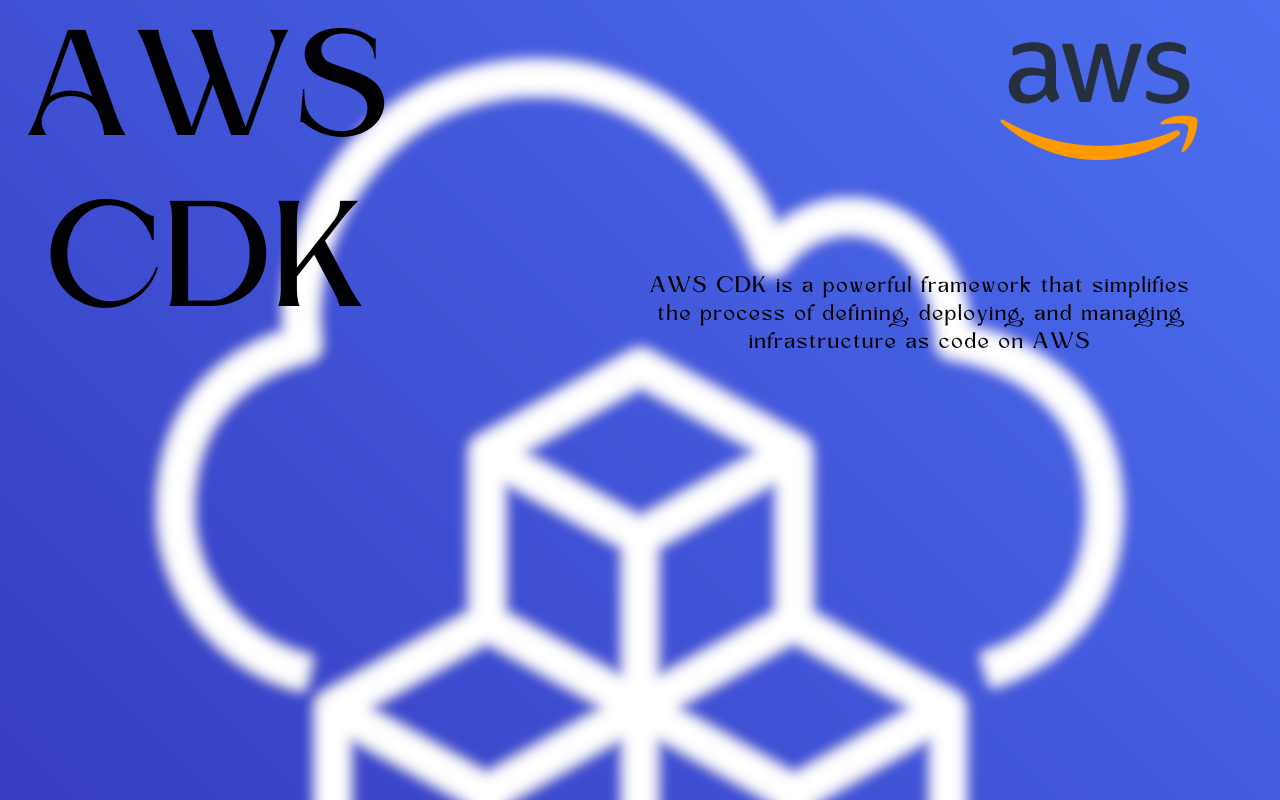 AWS
CDK
aws
AWS CDK is a powerful framework that simplifies
the process of defining, deploying, and managing
infrastructure as code on AWS